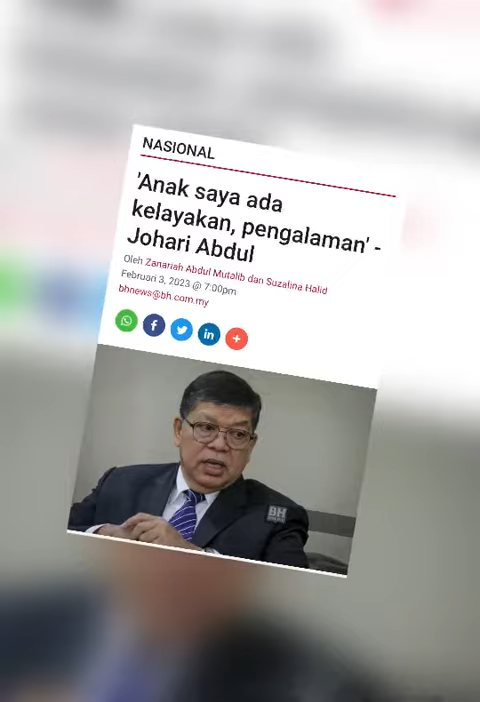 NASIONAL
'Anak saya ada
kelayakan, pengalaman' -
Johari Abdul
Oleh Zanariah Abdul Mutalib dan Suzalina Halid
Februari 3, 2023 @ 7:00pm
bhnews@bh.com.my
BH